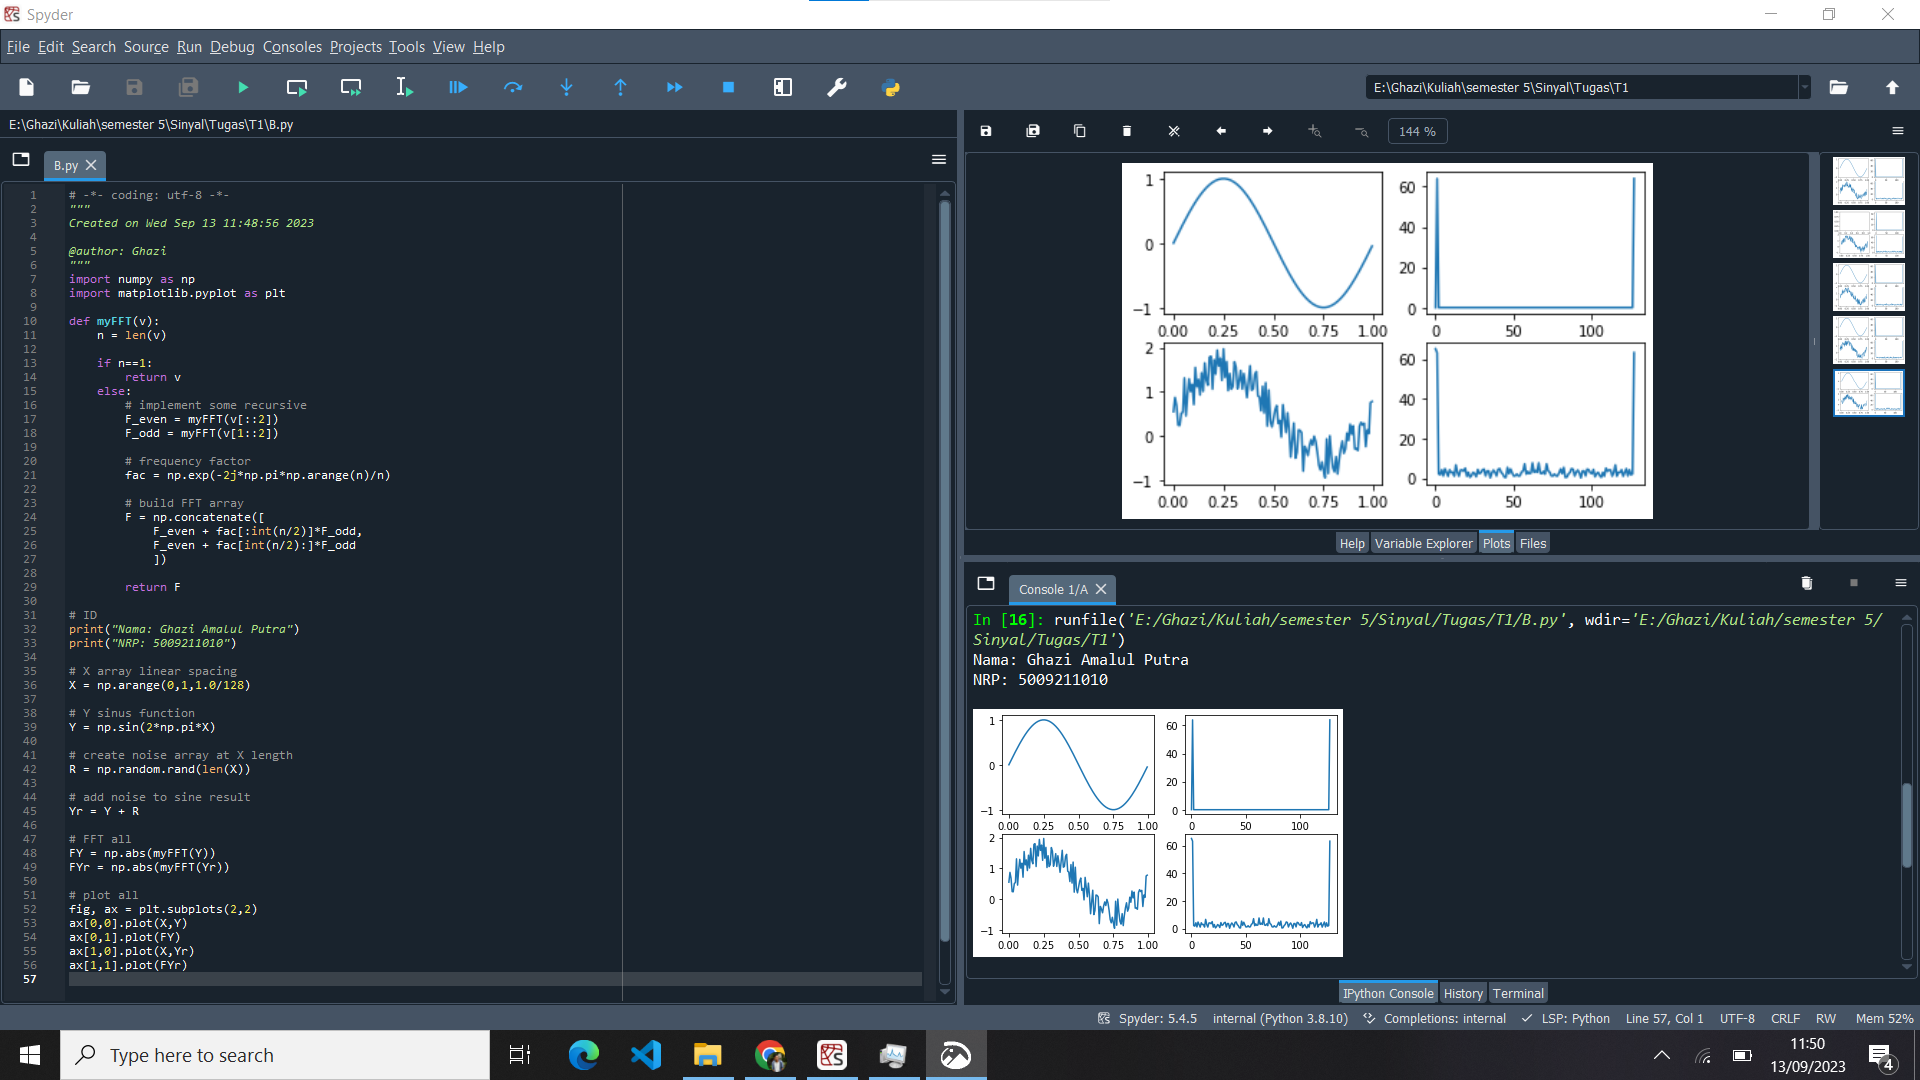 Spyder
File Edit Search Source Run Debug Consoles Projects Tools View Help
E:\Ghazi\Kuliah\semester 5\Sinyal\Tugas\T1
E:\Ghazi\Kuliah\semester 5\Sinyal\Tugas\T1\B.py
B.py
1 # -*- coding: utf-8 -*-
2 """
3 Created on Wed Sep 13 11:48:56 2023
4
5 @author: Ghazi
6 """
7 import numpy as np
8 import matplotlib.pyplot as plt
9
10 def myFFT(v):
11     n = len(v)
12
13     if n==1:
14         return v
15     else:
16         # implement some recursive
17         F_even = myFFT(v[::2])
18         F_odd = myFFT(v[1::2])
19
20         # frequency factor
21         fac = np.exp(-2j*np.pi*np.arange(n)/n)
22
23         # build FFT array
24         F = np.concatenate([
25             F_even + fac[:int(n/2)]*F_odd,
26             F_even + fac[int(n/2):]*F_odd
27             ])
28
29         return F
30
31 # ID
32 print("Nama: Ghazi Amalul Putra")
33 print("NRP: 5009211010")
34
35 # X array linear spacing
36 X = np.arange(0,1,1.0/128)
37
38 # Y sinus function
39 Y = np.sin(2*np.pi*X)
40
41 # create noise array at X length
42 R = np.random.rand(len(X))
43
44 # add noise to sine result
45 Yr = Y + R
46
47 # FFT all
48 FY = np.abs(myFFT(Y))
49 FYr = np.abs(myFFT(Yr))
50
51 # plot all
52 fig, ax = plt.subplots(2,2)
53 ax[0,0].plot(X,Y)
54 ax[0,1].plot(FY)
55 ax[1,0].plot(X,Yr)
56 ax[1,1].plot(FYr)
57
144 %
1
0
−1
0.00 0.25 0.50 0.75 1.00
60
40
20
0
0 50 100
2
1
0
−1
0.00 0.25 0.50 0.75 1.00
60
40
20
0
0 50 100
Help Variable Explorer Plots Files
Console 1/A
In [16]: runfile('E:/Ghazi/Kuliah/semester 5/Sinyal/Tugas/T1/B.py', wdir='E:/Ghazi/Kuliah/semester 5/
Sinyal/Tugas/T1')
Nama: Ghazi Amalul Putra
NRP: 5009211010
1
0
−1
0.00 0.25 0.50 0.75 1.00
60
40
20
0
0 50 100
2
1
0
−1
0.00 0.25 0.50 0.75 1.00
60
40
20
0
0 50 100
IPython Console History Terminal
Spyder: 5.4.5 internal (Python 3.8.10) Completions: internal LSP: Python Line 57, Col 1 UTF-8 CRLF RW Mem 52%
Type here to search
11:50
13/09/2023
4